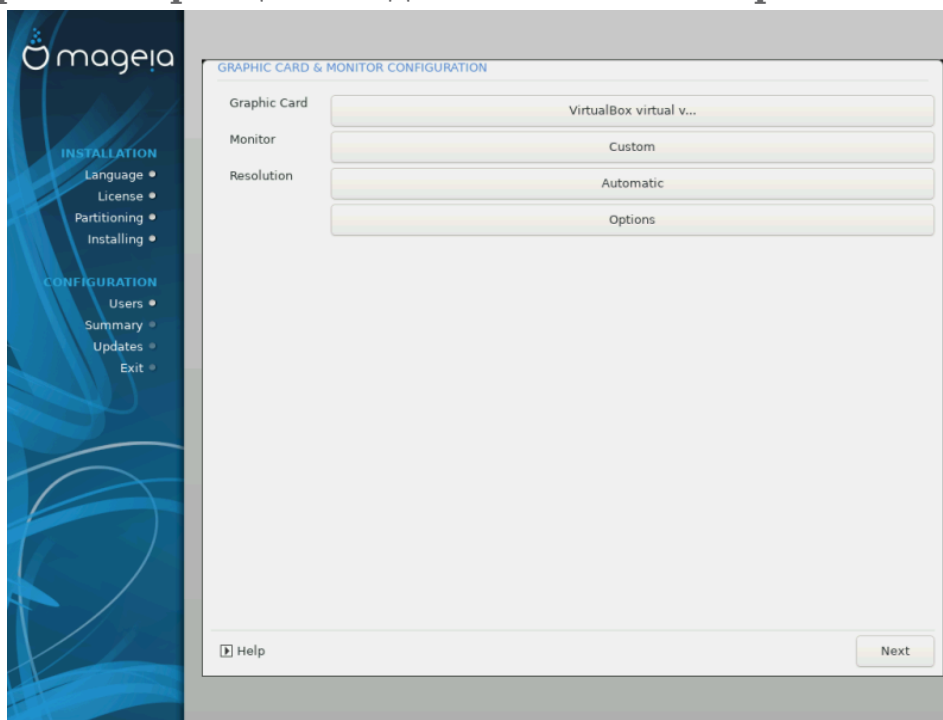 mageia
INSTALLATION
Language
License
Partitioning
Installing
CONFIGURATION
Users
Summary
Updates
Exit
GRAPHIC CARD & MONITOR CONFIGURATION
Graphic Card
VirtualBox virtual v...
Monitor
Custom
Resolution
Automatic
Options
Help
Next